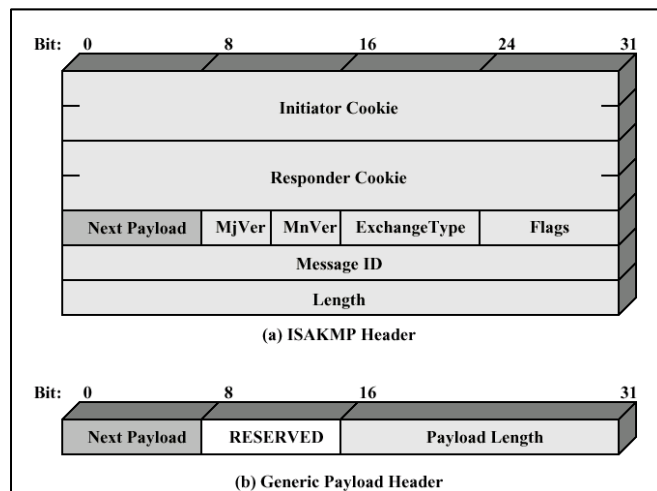 Bit: 0 8 16 24 31
Initiator Cookie
Responder Cookie
Next Payload MjVer MnVer ExchangeType Flags
Message ID
Length
(a) ISAKMP Header
Bit: 0 8 16 31
Next Payload RESERVED Payload Length
(b) Generic Payload Header